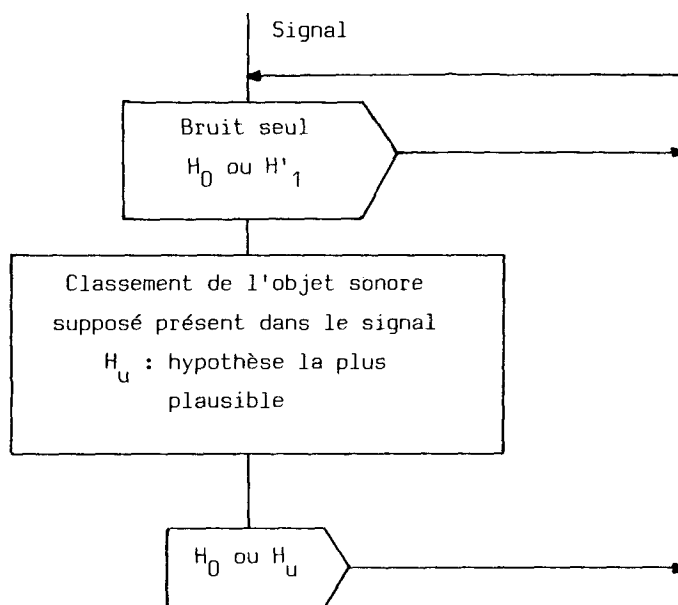 Signal
Bruit seul
H0 ou H'1
Classement de l'objet sonore
supposé présent dans le signal
Hu : hypothèse la plus
plausible
H0 ou Hu